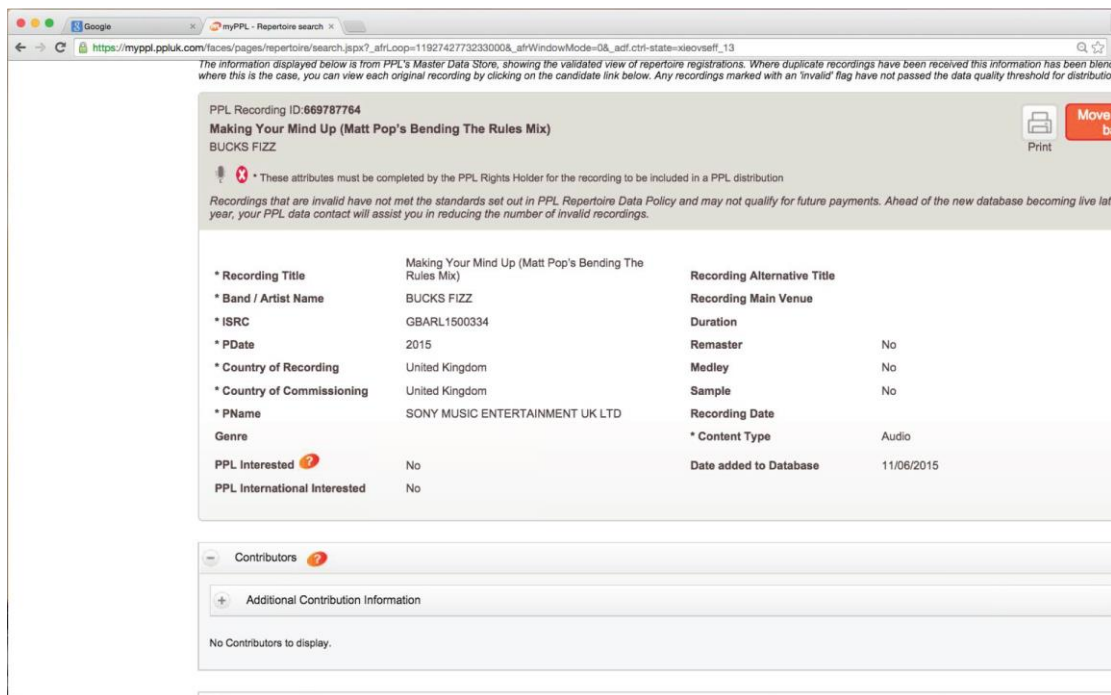 Google
myPPL - Repertoire search
https://myppl.ppluk.com/faces/pages/repertoire/search.jspx?_afrLoop=1192742773233000&_afrWindowMode=0&_adf.ctrl-state=xieovseff_13
The information displayed below is from PPL's Master Data Store, showing the validated view of repertoire registrations. Where duplicate recordings have been received this information has been
where this is the case, you can view each original recording by clicking on the candidate link below. Any recordings marked with an 'invalid' flag have not passed the data quality threshold for
PPL Recording ID:669787764
Making Your Mind Up (Matt Pop's Bending The Rules Mix)
BUCKS FIZZ
Print
Move
* These attributes must be completed by the PPL Rights Holder for the recording to be included in a PPL distribution
Recordings that are invalid have not met the standards set out in PPL Repertoire Data Policy and may not qualify for future payments. Ahead of the new database becoming live
year, your PPL data contact will assist you in reducing the number of invalid recordings.
* Recording Title Making Your Mind Up (Matt Pop's Bending The
Rules Mix) Recording Alternative Title
* Band / Artist Name BUCKS FIZZ Recording Main Venue
* ISRC GBARL1500334 Duration
* PDate 2015 Remaster No
* Country of Recording United Kingdom Medley No
* Country of Commissioning United Kingdom Sample No
* PName SONY MUSIC ENTERTAINMENT UK LTD Recording Date
Genre * Content Type Audio
PPL Interested ? No Date added to Database 11/06/2015
PPL International Interested No
Contributors ?
Additional Contribution Information
No Contributors to display.